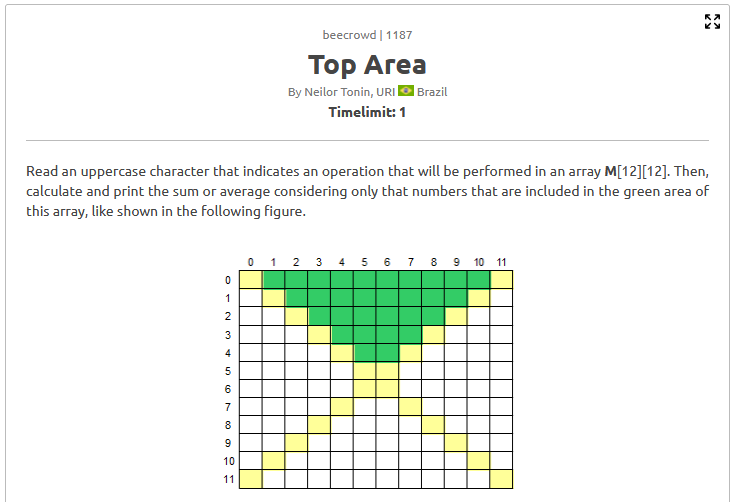 beecrowd | 1187
Top Area
By Neilor Tonin, URI Brazil
Timelimit: 1
Read an uppercase character that indicates an operation that will be performed in an array M[12][12]. Then,
calculate and print the sum or average considering only that numbers that are included in the green area of
this array, like shown in the following figure.
0 1 2 3 4 5 6 7 8 9 10 11
0
1
2
3
4
5
6
7
8
9
10
11